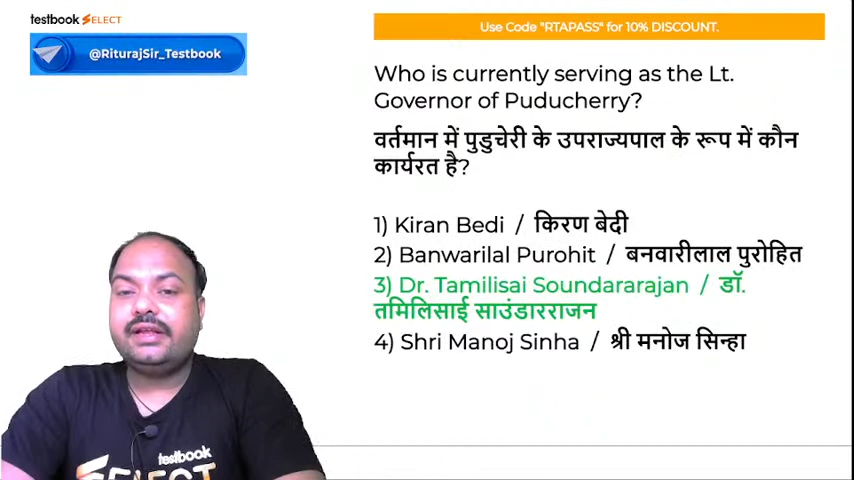 testbook SELECT
@RiturajSir_Testbook
Use Code "RTAPASS" for 10% DISCOUNT.
Who is currently serving as the Lt.
Governor of Puducherry?
वर्तमान में पुडुचेरी के उपराज्यपाल के रूप में कौन
कार्यरत है?
1) Kiran Bedi / किरण बेदी
2) Banwarilal Purohit / बनवारीलाल पुरोहित
3) Dr. Tamilisai Soundararajan / डॉ.
तमिलिसाई साउंडारराजन
4) Shri Manoj Sinha / श्री मनोज सिन्हा
testbook
SELECT